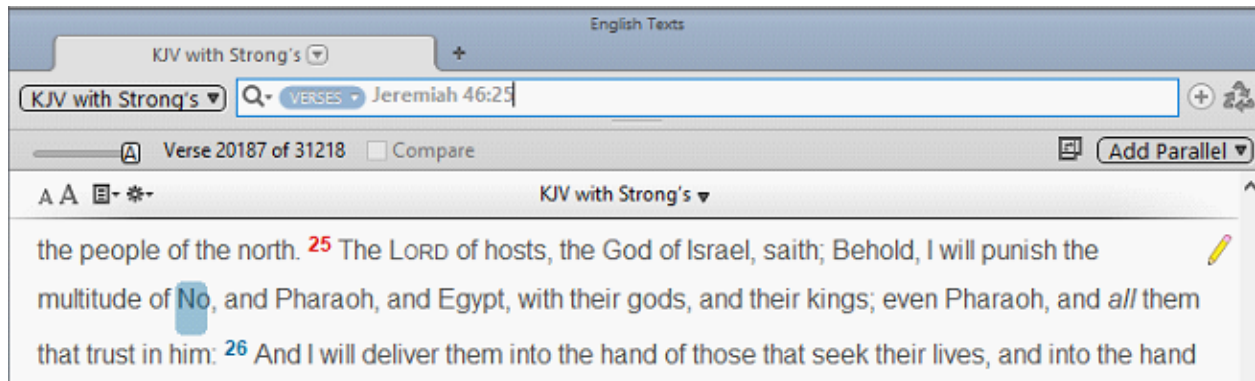 English Texts
KJV with Strong's
+
KJV with Strong's
VERSES
Jeremiah 46:25
A
Verse 20187 of 31218
Compare
Add Parallel
A A
KJV with Strong's
the people of the north. 25 The LORD of hosts, the God of Israel, saith; Behold, I will punish the
multitude of No, and Pharaoh, and Egypt, with their gods, and their kings; even Pharaoh, and all them
that trust in him: 26 And I will deliver them into the hand of those that seek their lives, and into the hand